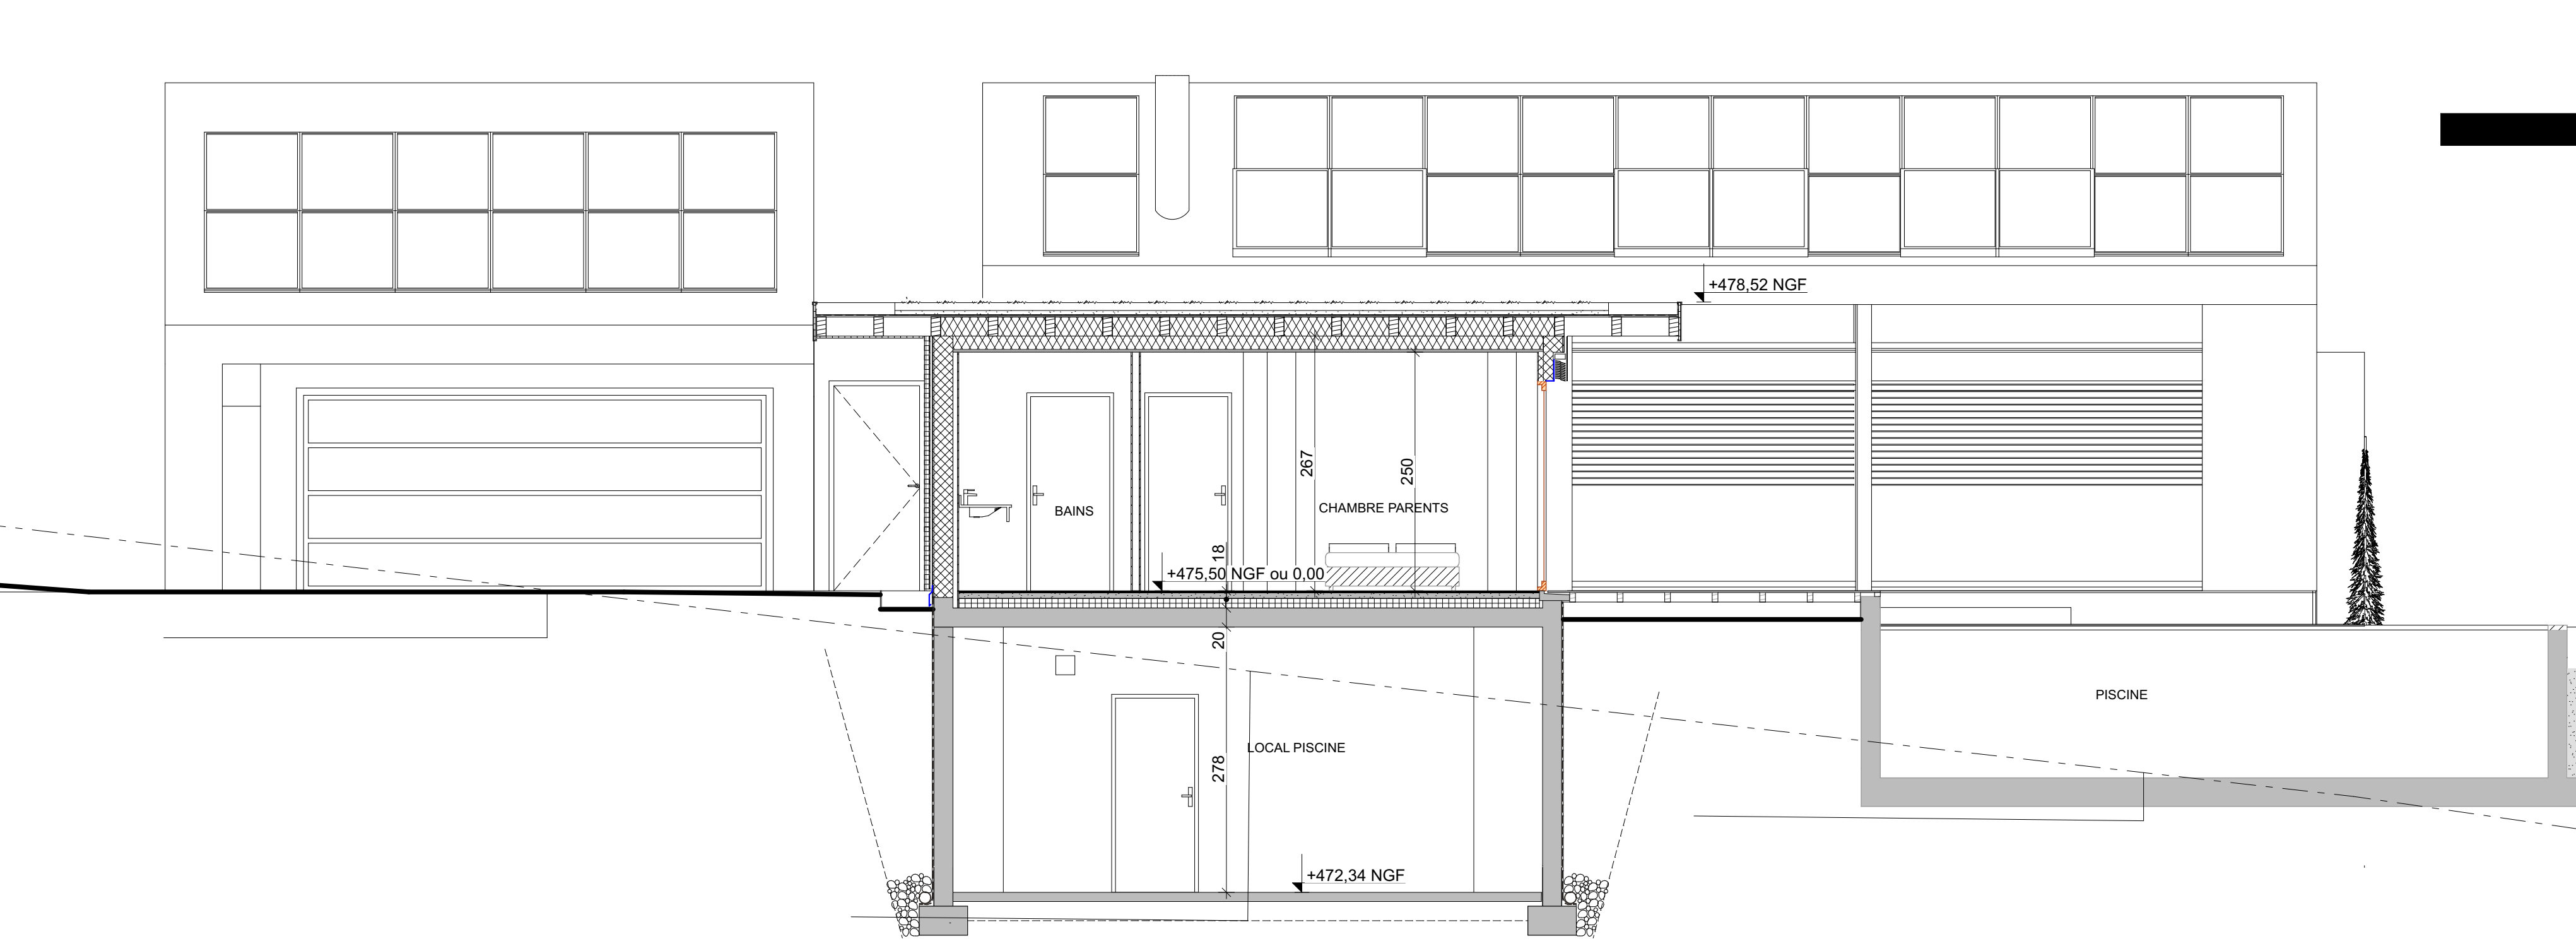 +478,52 NGF
267
250
BAINS
CHAMBRE PARENTS
18
+475,50 NGF ou 0,00
20
PISCINE
LOCAL PISCINE
278
+472,34 NGF